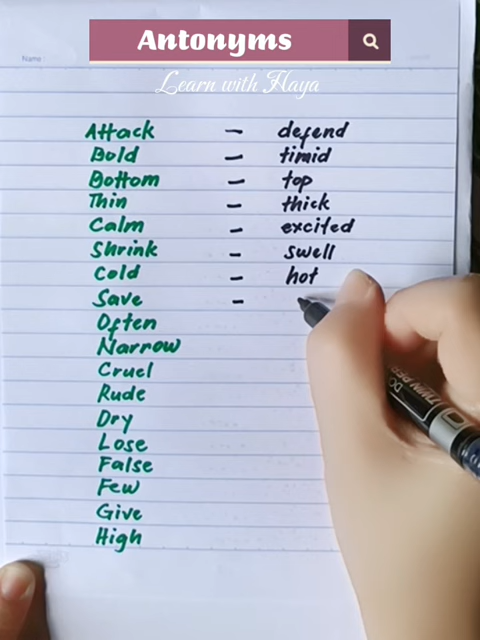 Antonyms
Learn with Haya
Name
Attack - defend
Bold - timid
Bottom - top
Thin - thick
Calm - excited
Shrink - swell
Cold - hot
Save -
Often
Narrow
Cruel
Rude
Dry
Lose
False
Few
Give
High